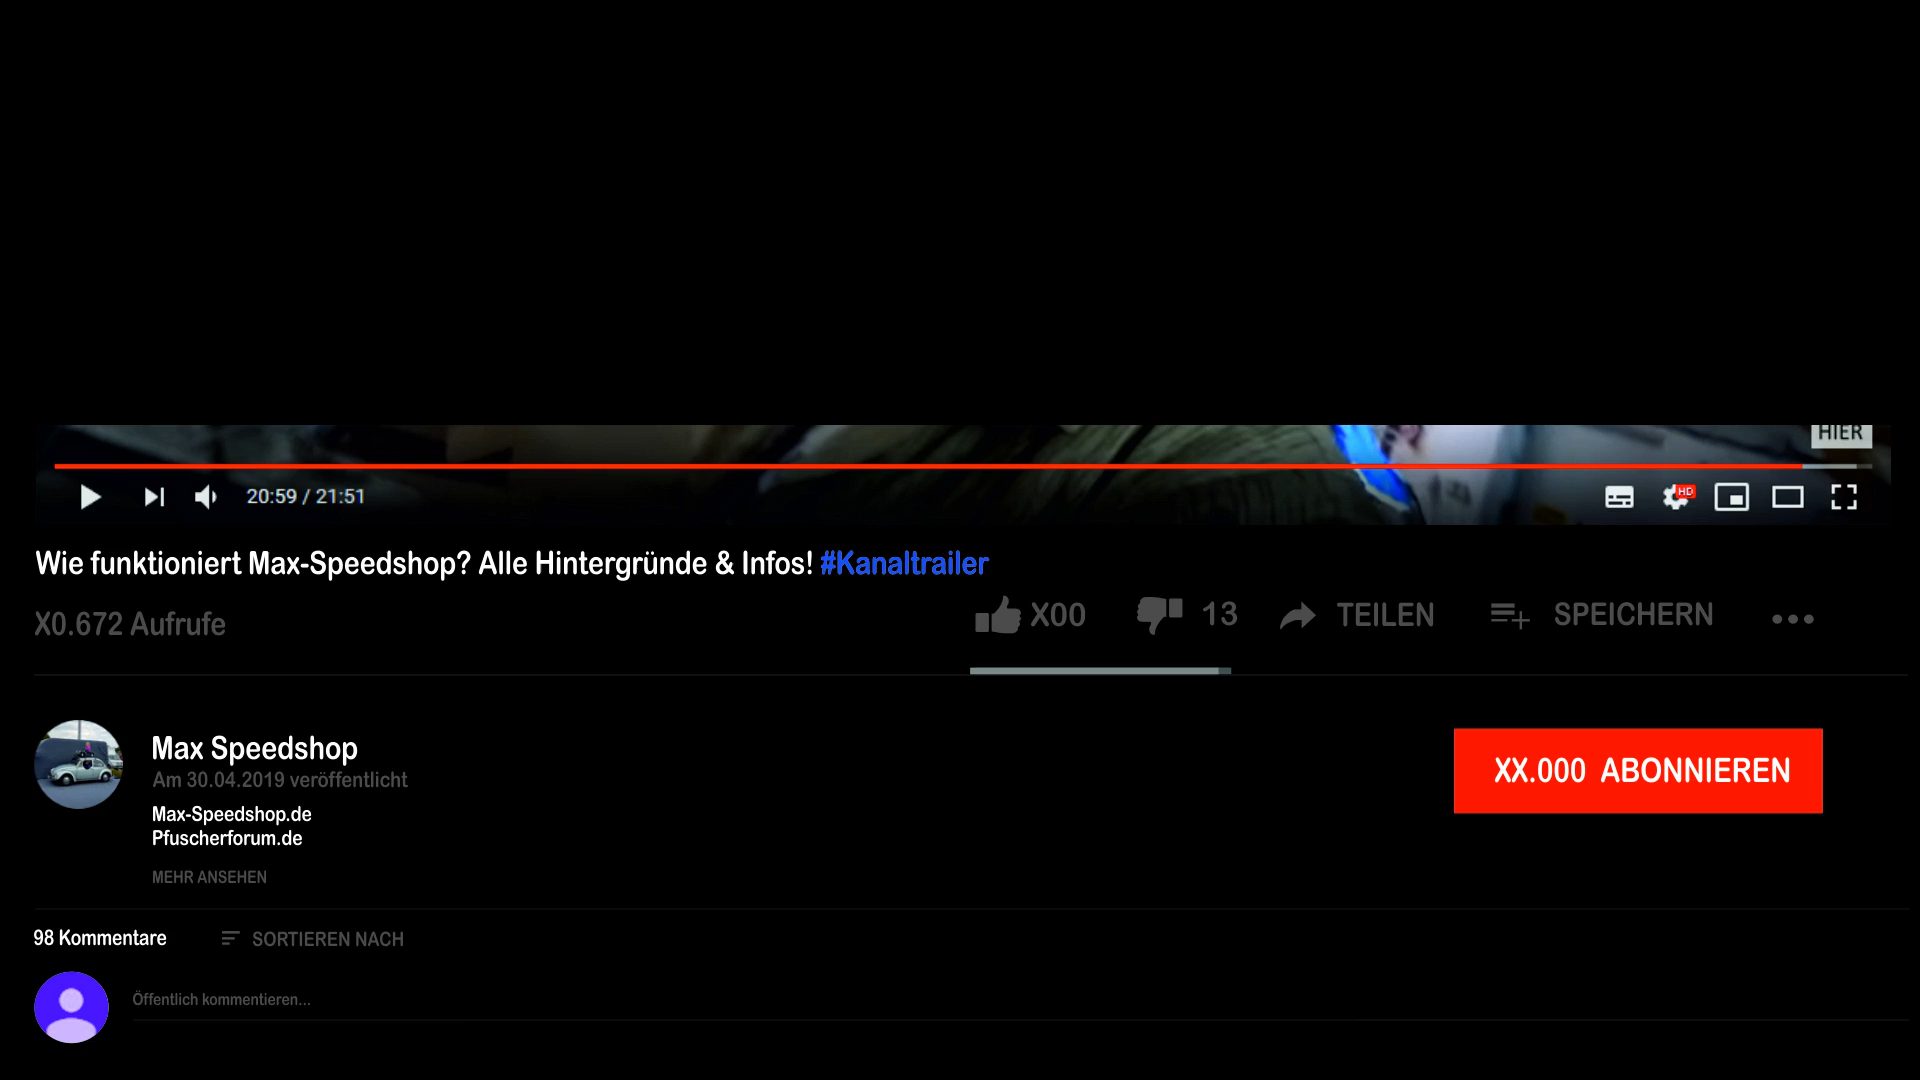 HIER
20:59 / 21:51
HD
Wie funktioniert Max-Speedshop? Alle Hintergründe & Infos! #Kanaltrailer
X0.672 Aufrufe
X00 13 TEILEN SPEICHERN
Max Speedshop
Am 30.04.2019 veröffentlicht
XX.000 ABONNIEREN
Max-Speedshop.de
Pfuscherforum.de
MEHR ANSEHEN
98 Kommentare SORTIEREN NACH
Öffentlich kommentieren...